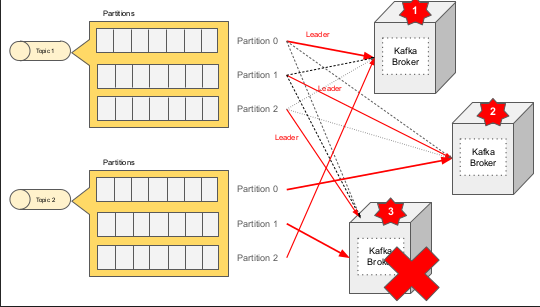 Partitions
Topic 1
Partition 0
Partition 1
Partition 2
Leader
Leader
Leader
1
Kafka
Broker
2
Kafka
Broker
Partitions
Topic 2
Partition 0
Partition 1
Partition 2
3
Kafka
Broker